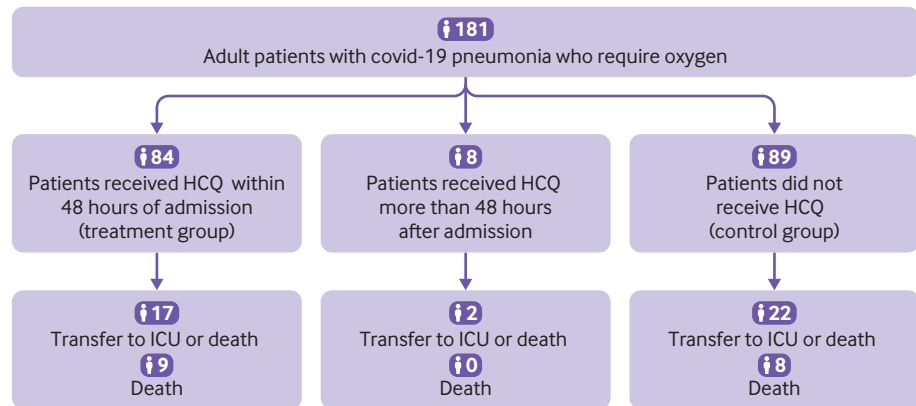 181
Adult patients with covid-19 pneumonia who require oxygen
84
Patients received HCQ within
48 hours of admission
(treatment group)
8
Patients received HCQ
more than 48 hours
after admission
89
Patients did not
receive HCQ
(control group)
17
Transfer to ICU or death
9
Death
2
Transfer to ICU or death
0
Death
22
Transfer to ICU or death
8
Death